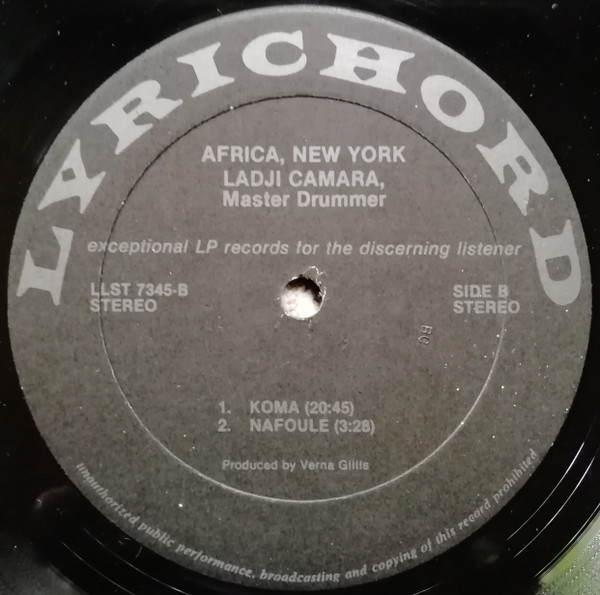 LYRICHORD
AFRICA, NEW YORK
LADJI CAMARA,
Master Drummer
exceptional LP records for the discerning listener
LLST 7345-B
STEREO
SIDE B
STEREO
BG
1. KOMA (20:45)
2. NAFOULE (3:28)
Produced by Verna Gillis
unauthorized public performance, broadcasting and copying of this record prohibited